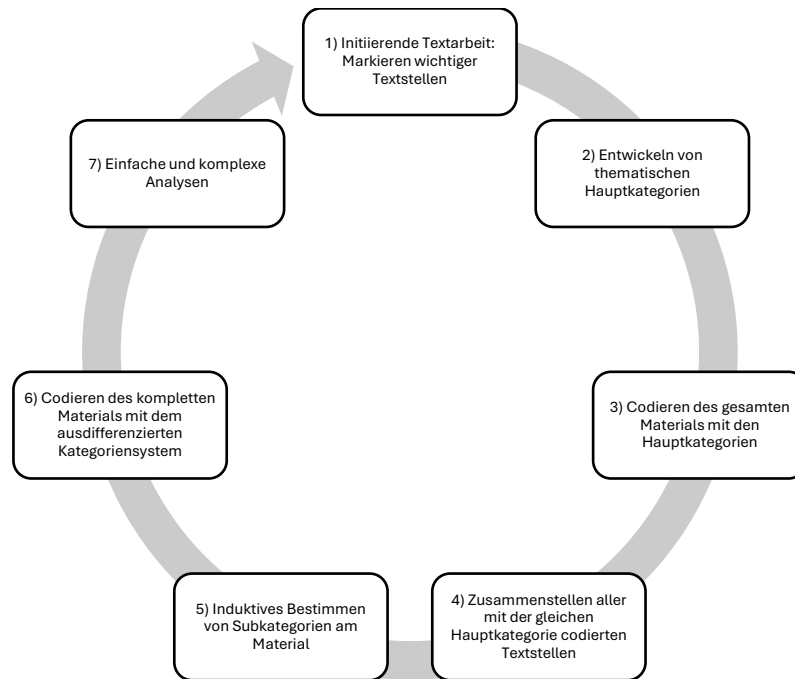 1) Initiierende Textarbeit:
Markieren wichtiger
Textstellen
2) Entwickeln von
thematischen
Hauptkategorien
3) Codieren des gesamten
Materials mit den
Hauptkategorien
4) Zusammenstellen aller
mit der gleichen
Hauptkategorie codierten
Textstellen
5) Induktives Bestimmen
von Subkategorien am
Material
6) Codieren des kompletten
Materials mit dem
ausdifferenzierten
Kategoriensystem
7) Einfache und komplexe
Analysen